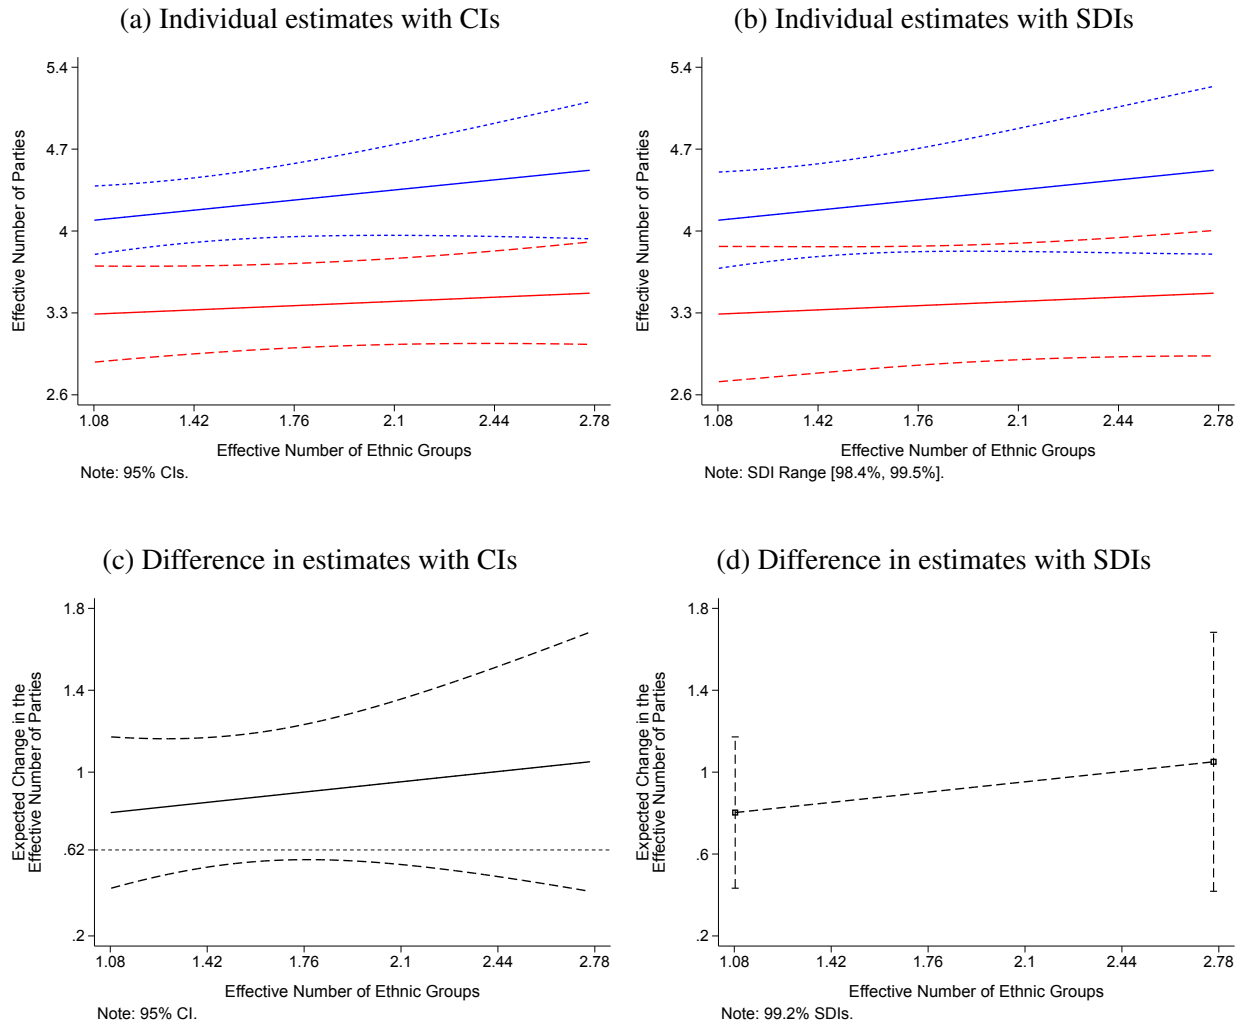 (a) Individual estimates with CIs
5.4
4.7
4
3.3
2.6
Effective Number of Parties
1.08 1.42 1.76 2.1 2.44 2.78
Effective Number of Ethnic Groups
Note: 95% CIs.
(b) Individual estimates with SDIs
5.4
4.7
4
3.3
2.6
Effective Number of Parties
1.08 1.42 1.76 2.1 2.44 2.78
Effective Number of Ethnic Groups
Note: SDI Range [98.4%, 99.5%].
(c) Difference in estimates with CIs
1.8
1.4
1
.62
.2
Expected Change in the
Effective Number of Parties
1.08 1.42 1.76 2.1 2.44 2.78
Effective Number of Ethnic Groups
Note: 95% CI.
(d) Difference in estimates with SDIs
1.8
1.4
1
.6
.2
Expected Change in the
Effective Number of Parties
1.08 1.42 1.76 2.1 2.44 2.78
Effective Number of Ethnic Groups
Note: 99.2% SDIs.